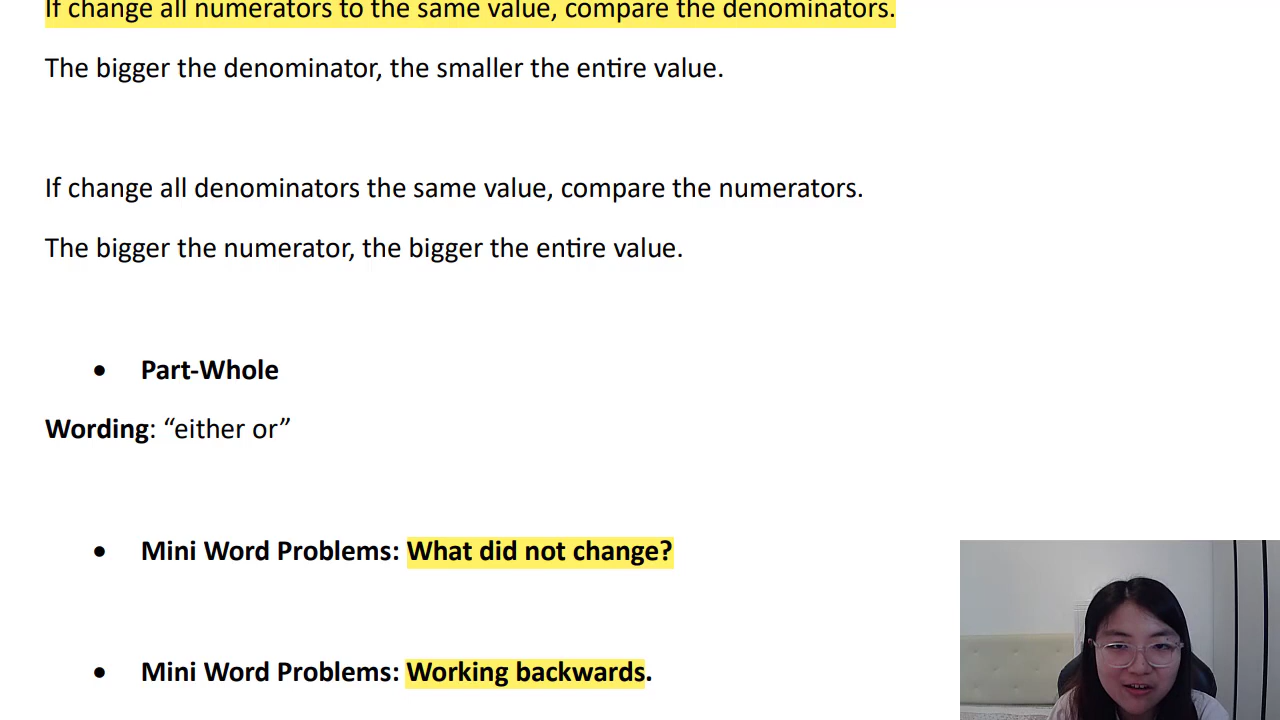 If change all numerators to the same value, compare the denominators.
The bigger the denominator, the smaller the entire value.
If change all denominators the same value, compare the numerators.
The bigger the numerator, the bigger the entire value.
• Part-Whole
Wording: “either or”
• Mini Word Problems: What did not change?
• Mini Word Problems: Working backwards.